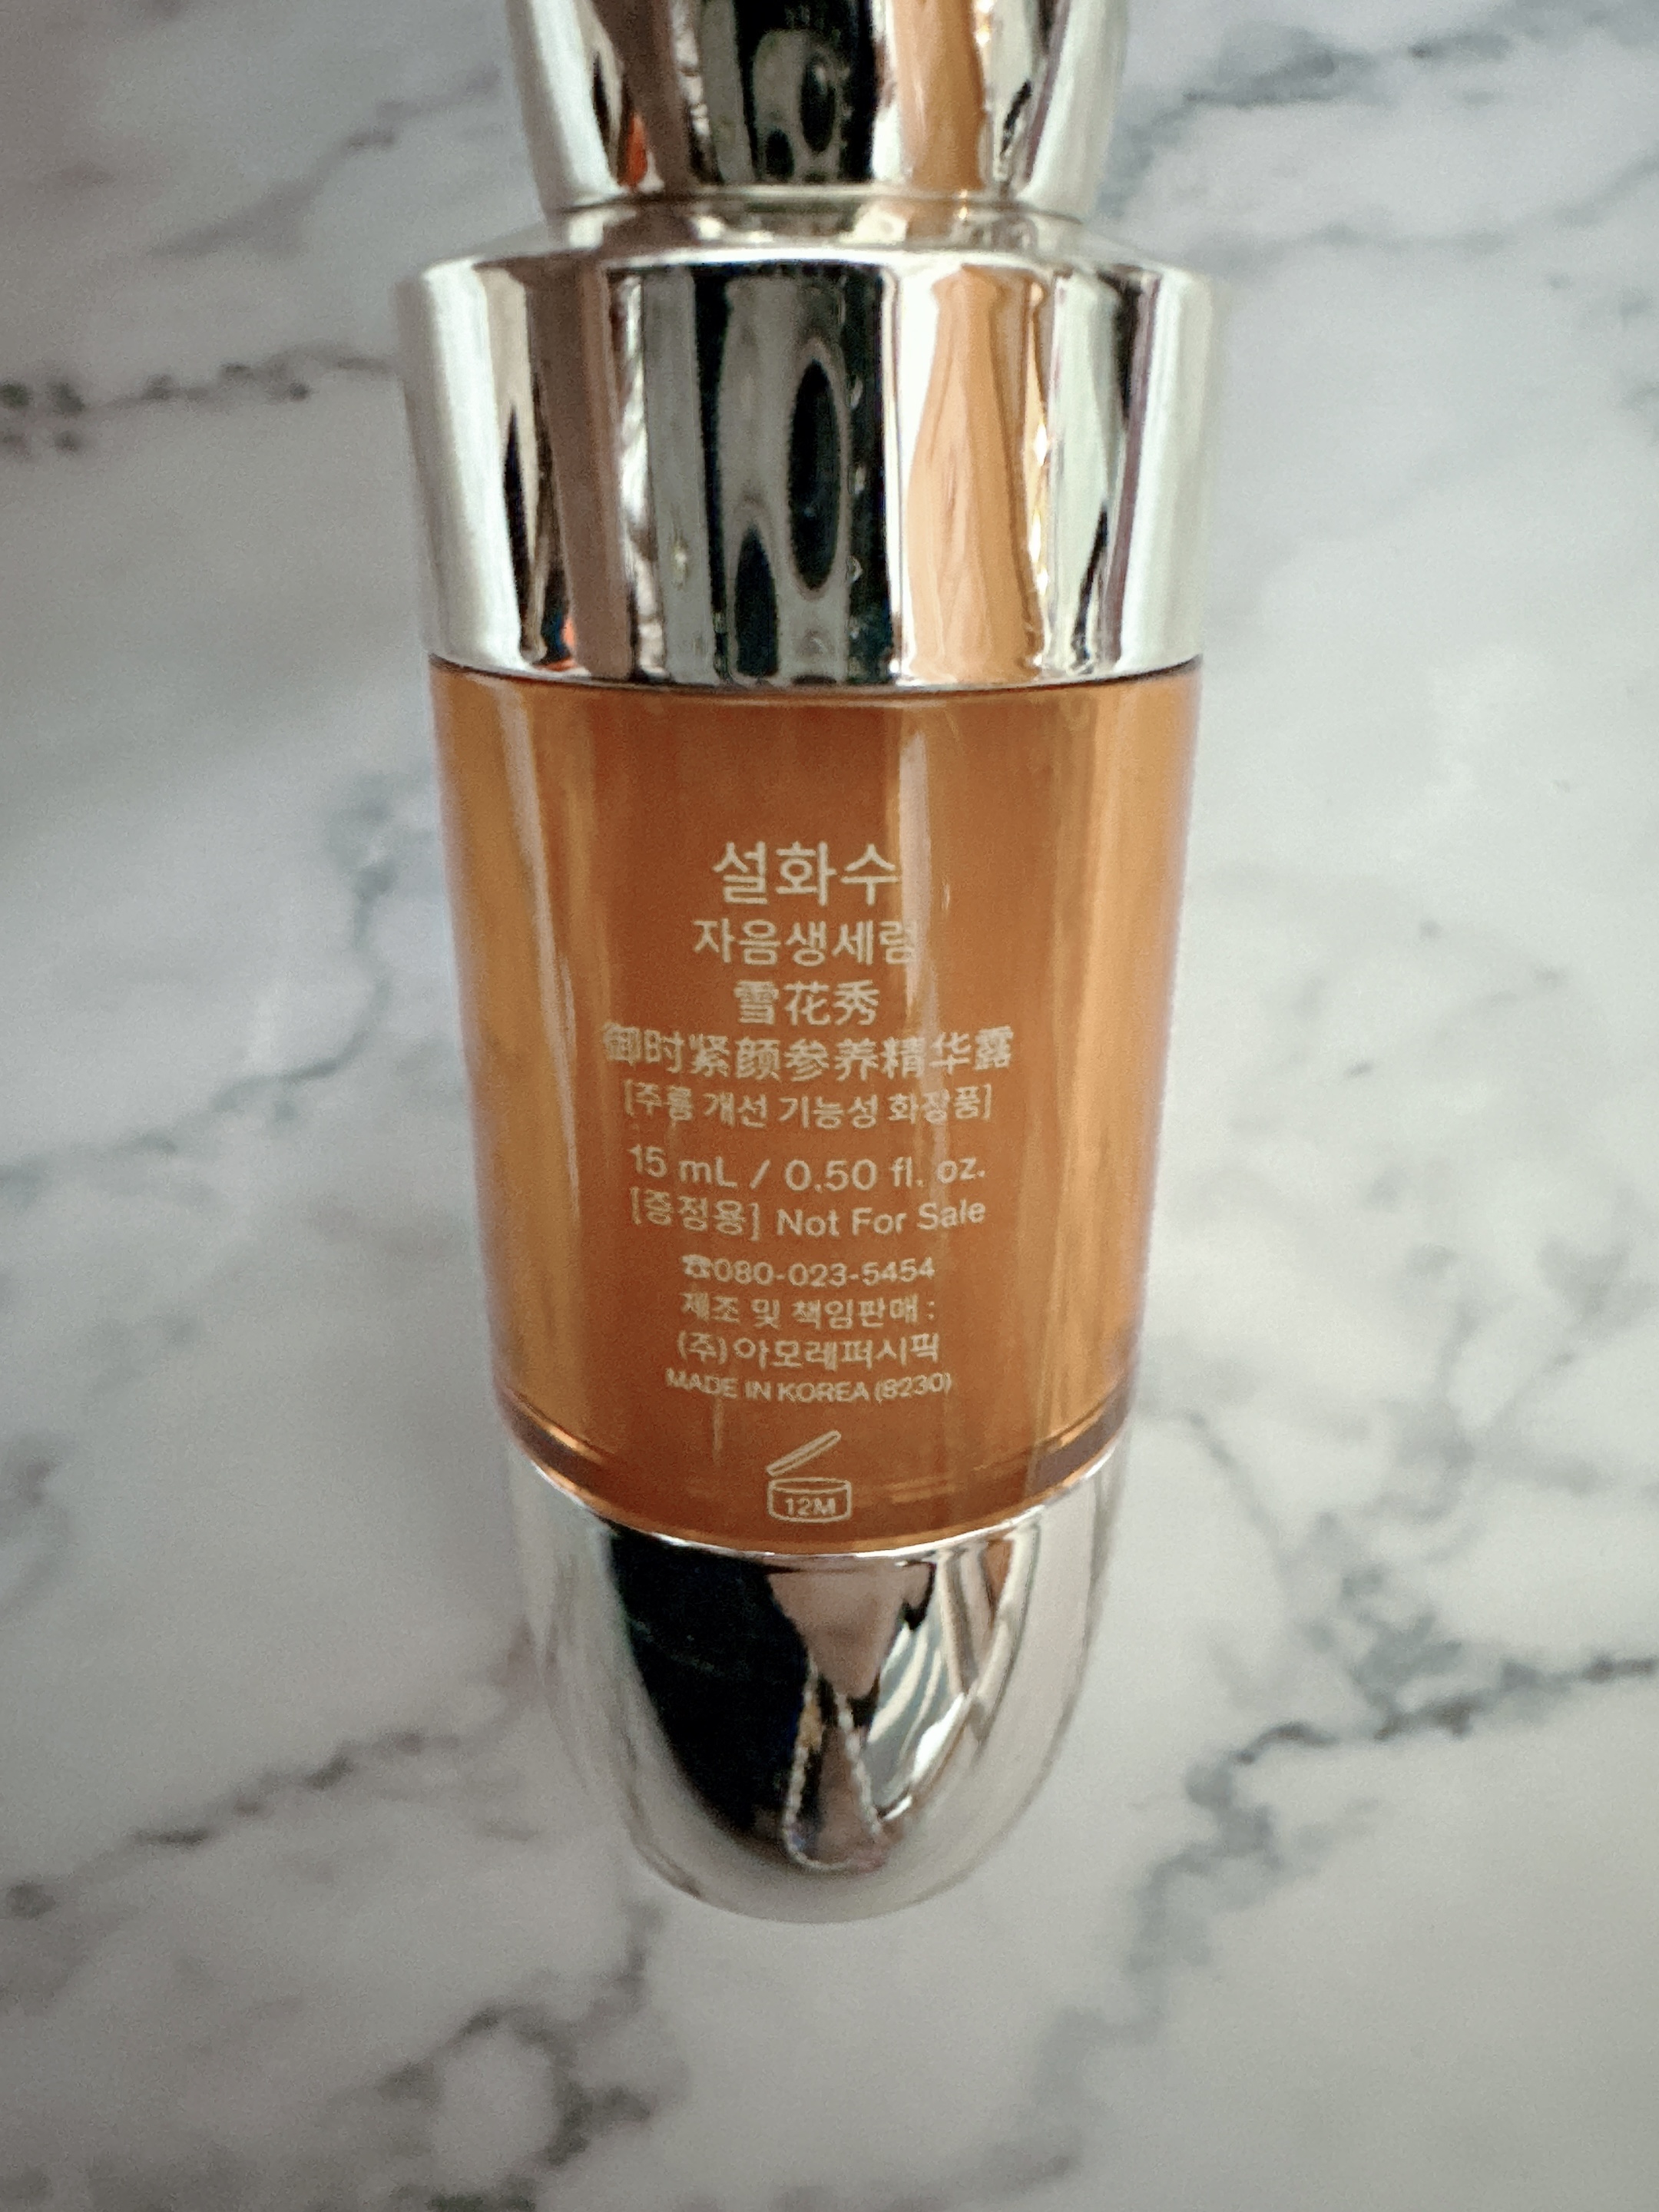 설화수
자음생세럼
雪花秀
御时紧颜参养精华露
[주름 개선 기능성 화장품]
15 mL / 0.50 fl. oz.
[증정용] Not For Sale
☎080-023-5454
제조 및 책임판매 :
(주)아모레퍼시픽
MADE IN KOREA (8230)
12M